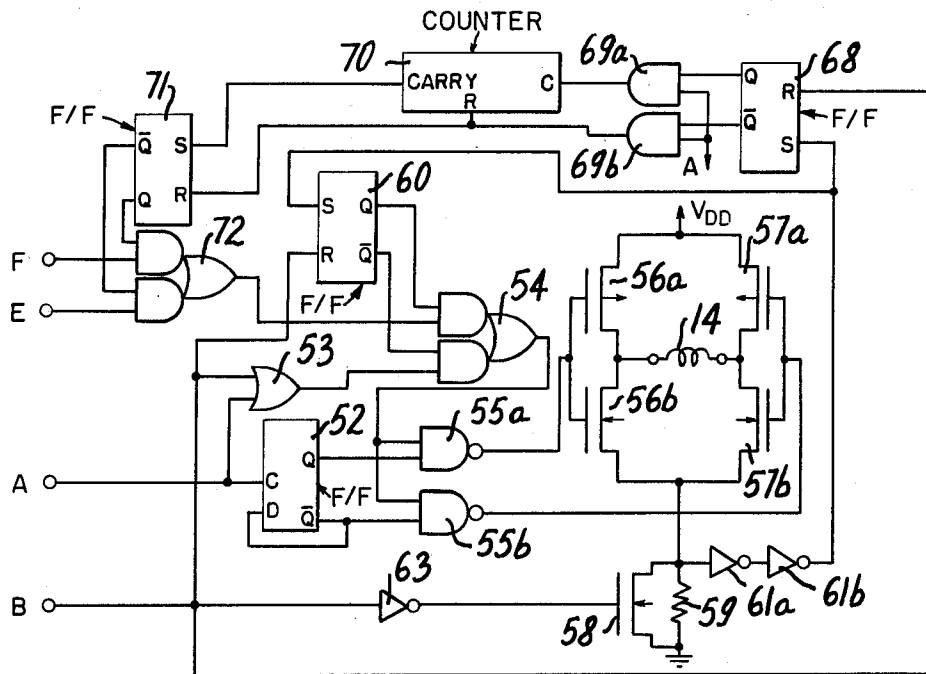 COUNTER
70 CARRY C R
69a
Q 68
R
Q̅
S
F/F
71
F/F
Q̅ S
Q R
69b
A
60
S Q
R Q̅
F/F
VDD
57a
56a
72
F
E
54
14
53
56b
55a
52
Q
C
F/F
D Q̅
A
57b
55b
63
B
58
59
61a
61b